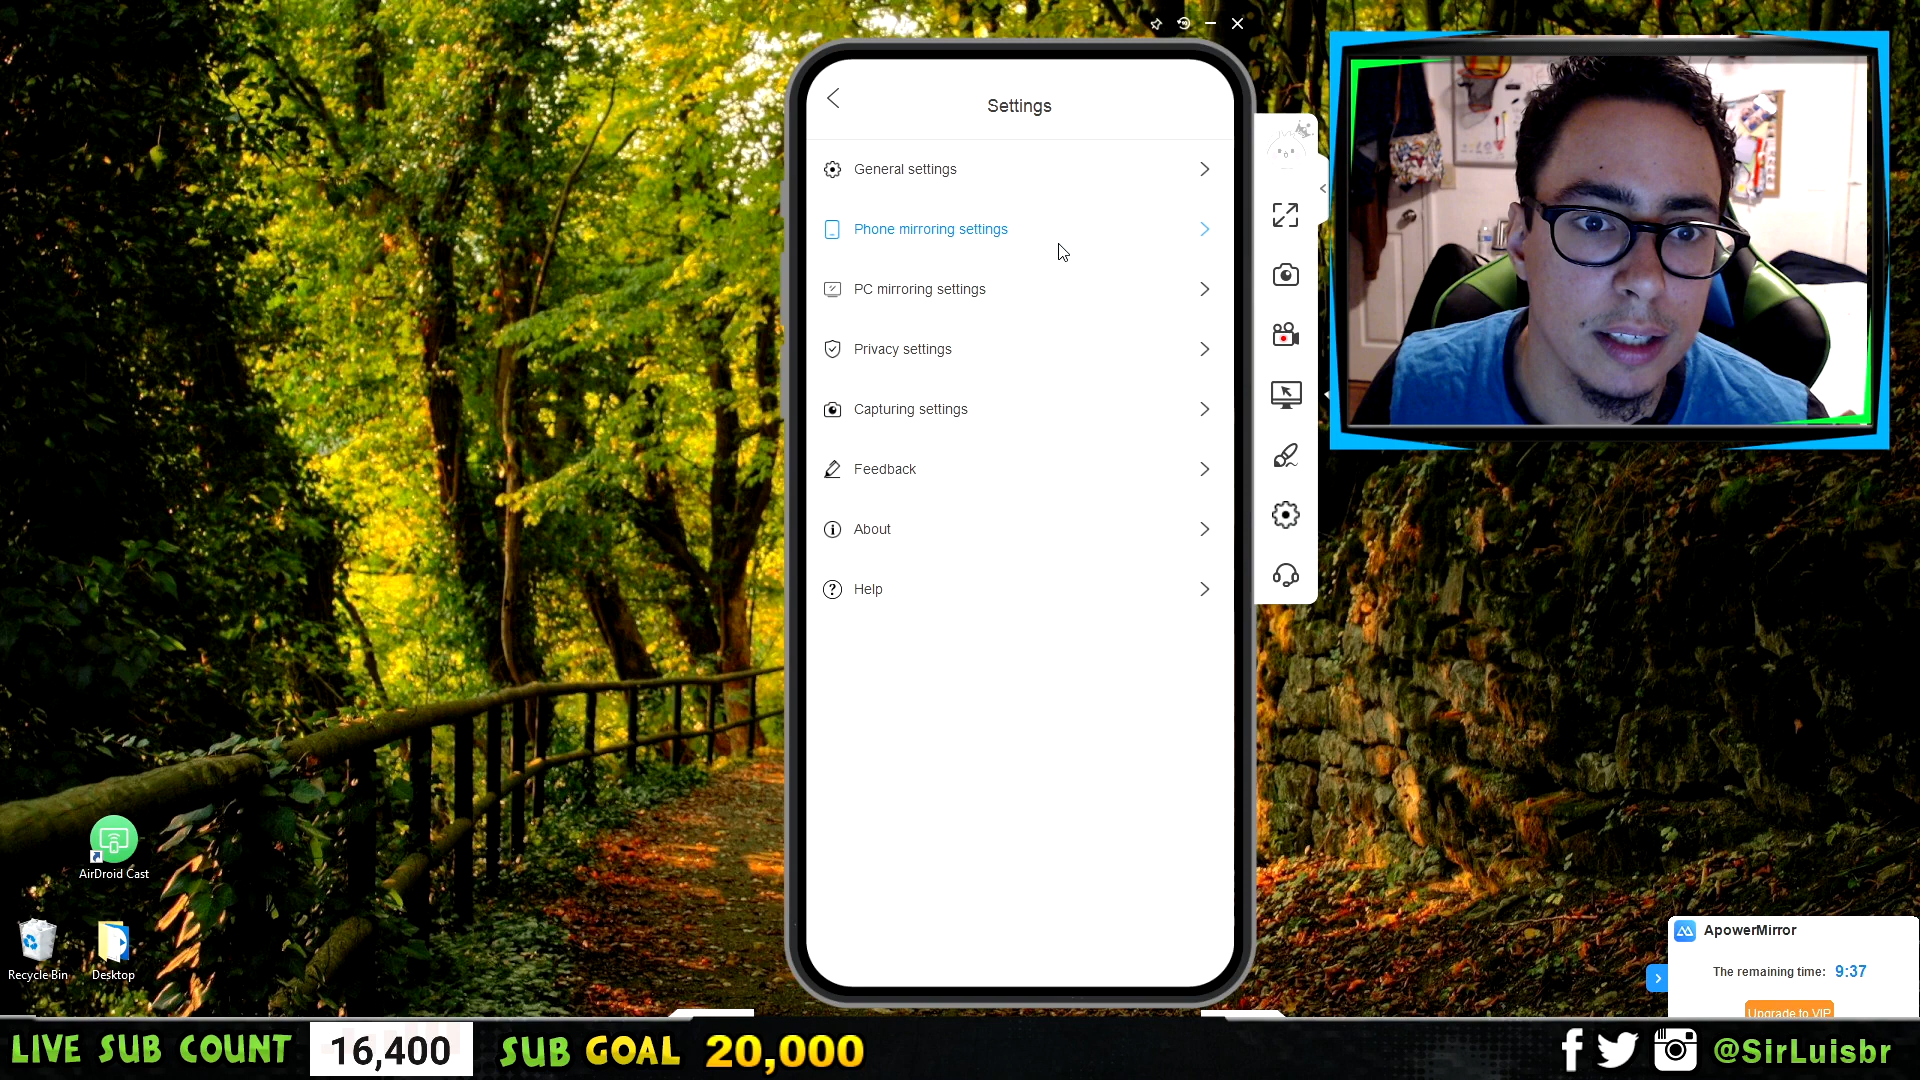 Settings
General settings
Phone mirroring settings
PC mirroring settings
Privacy settings
Capturing settings
Feedback
About
Help
AirDroid Cast
Recycle Bin
Desktop
ApowerMirror
The remaining time: 9:37
Upgrade to VIP
LIVE SUB COUNT 16,400 SUB GOAL 20,000
@SirLuisbr